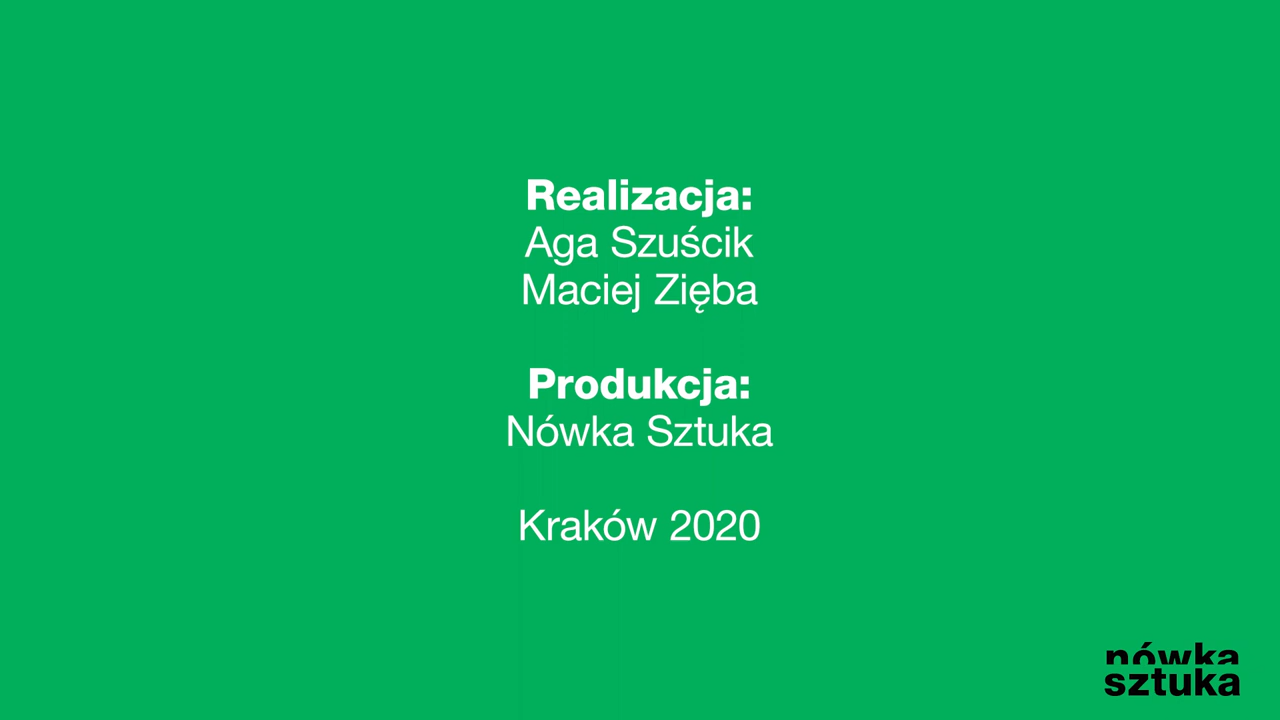 Realizacja:
Aga Szuścik
Maciej Zięba
Produkcja:
Nówka Sztuka
Kraków 2020
nówka
sztuka